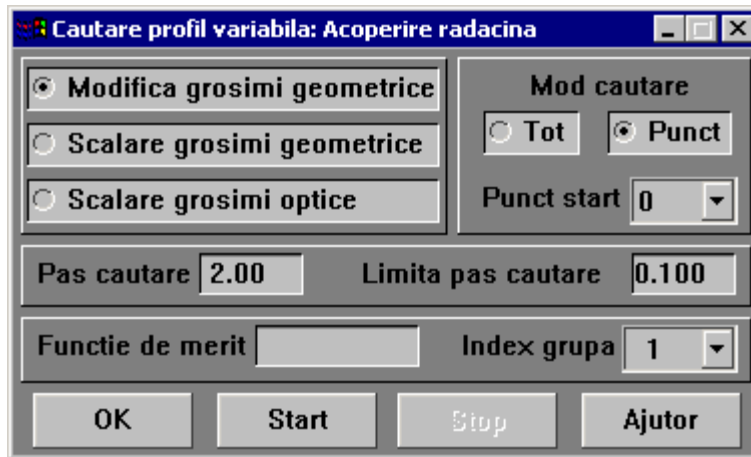 Cautare profil variabila: Acoperire radacina
Modifica grosimi geometrice
Scalare grosimi geometrice
Scalare grosimi optice
Mod cautare
Tot Punct
Punct start 0
Pas cautare 2.00 Limita pas cautare 0.100
Functie de merit Index grupa 1
OK Start Stop Ajutor